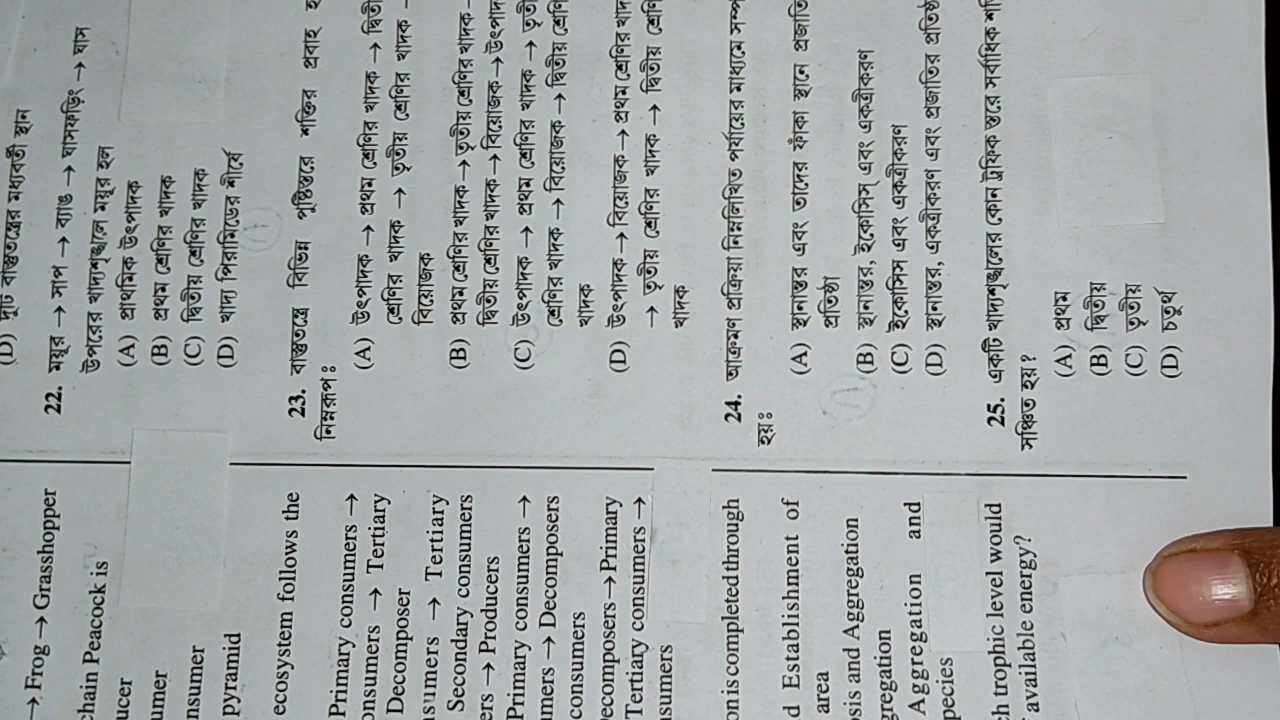 → Frog → Grasshopper
chain Peacock is
ucer
umer
nsumer
pyramid
ecosystem follows the
Primary consumers →
onsumers → Tertiary
Decomposer
sumers → Tertiary
Secondary consumers
ers → Producers
Primary consumers →
mers → Decomposers
consumers
ecomposers → Primary
Tertiary consumers →
sumers
on is completed through
d Establishment of
area
sis and Aggregation
gregation
Aggregation and
pecies
ch trophic level would
available energy?
(D) দুটি বাস্তুতন্ত্রের মধ্যবর্তী স্থান
22. ময়ূর → সাপ → ব্যাঙ → ঘাসফড়িং → ঘাস
উপরের খাদ্যশৃঙ্খলে ময়ূর হল
(A) প্রাথমিক উৎপাদক
(B) প্রথম শ্রেণির খাদক
(C) দ্বিতীয় শ্রেণির খাদক
(D) খাদ্য পিরামিডের শীর্ষে
23. বাস্তুতন্ত্রে বিভিন্ন পুষ্টিস্তরে শক্তির প্রবাহ
নিম্নরূপঃ
(A) উৎপাদক → প্রথম শ্রেণির খাদক → দ্বিতী
শ্রেণির খাদক → তৃতীয় শ্রেণির খাদক →
বিয়োজক
(B) প্রথম শ্রেণির খাদক → তৃতীয় শ্রেণির খাদক →
দ্বিতীয় শ্রেণির খাদক → বিয়োজক → উৎপাদ
(C) উৎপাদক → প্রথম শ্রেণির খাদক → তৃতী
শ্রেণির খাদক → বিয়োজক → দ্বিতীয় শ্রেণি
খাদক
(D) উৎপাদক → বিয়োজক → প্রথম শ্রেণির খাদ
→ তৃতীয় শ্রেণির খাদক → দ্বিতীয় শ্রেণি
খাদক
24. আক্রমণ প্রক্রিয়া নিম্নলিখিত পর্যায়ের মাধ্যমে সম্প
হয়ঃ
(A) স্থানান্তর এবং তাদের ফাঁকা স্থানে প্রজাতি
প্রতিষ্ঠা
(B) স্থানান্তর, ইকোসিস্ এবং একত্রীকরণ
(C) ইকোসিস এবং একত্রীকরণ
(D) স্থানান্তর, একত্রীকরণ এবং প্রজাতির প্রতিষ্ঠ
25. একটি খাদ্যশৃঙ্খলের কোন ট্রফিক স্তরে সর্বাধিক শক্তি
সঞ্চিত হয়?
(A) প্রথম
(B) দ্বিতীয়
(C) তৃতীয়
(D) চতুর্থ